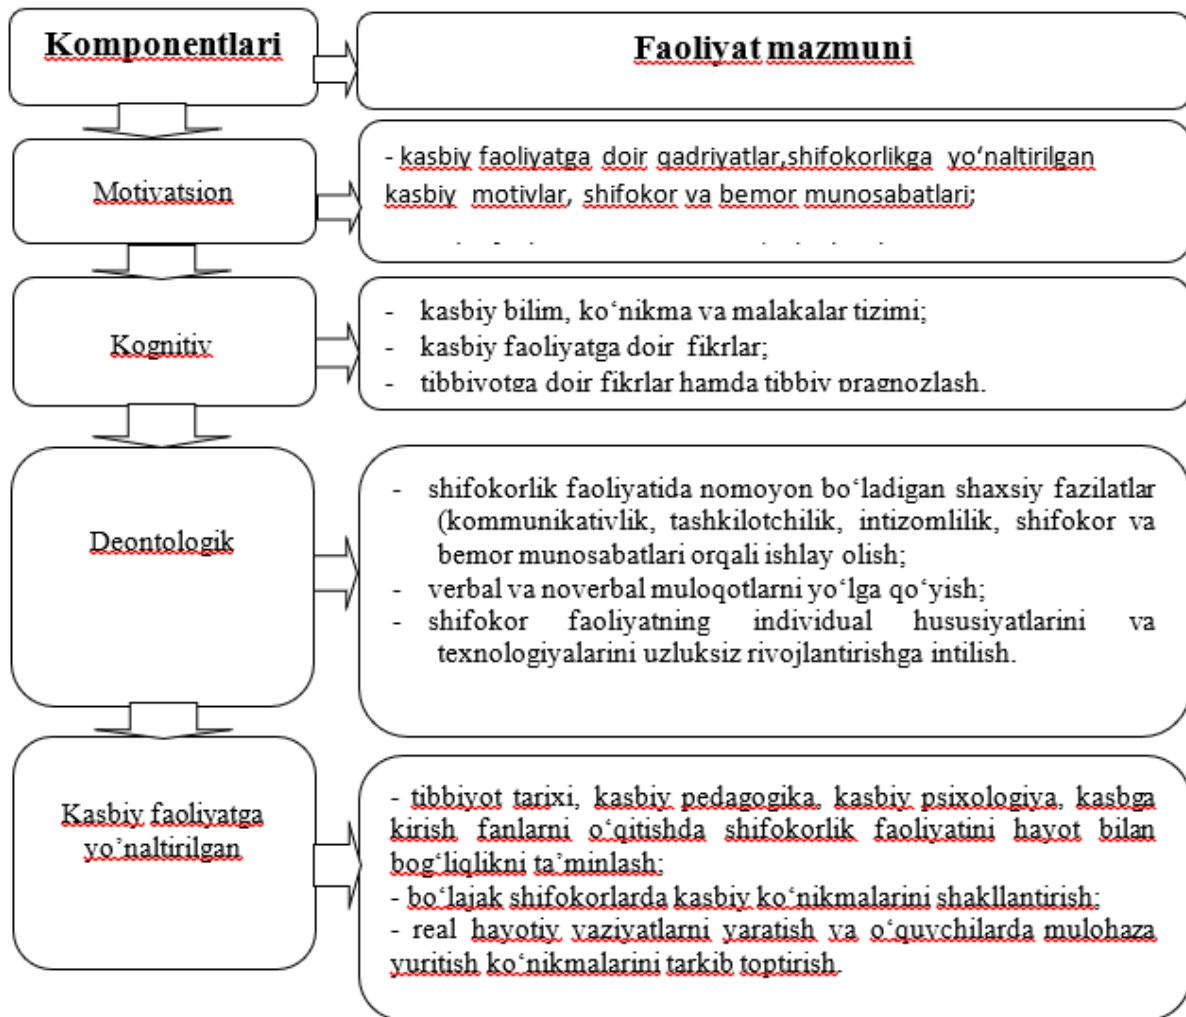 Komponentlari
Faoliyat mazmuni
Motivatsion
- kasbiy faoliyatga doir qadriyatlar,shifokorlikga yo‘naltirilgan
kasbiy motivlar, shifokor va bemor munosabatlari;
Kognitiv
- kasbiy bilim, ko‘nikma va malakalar tizimi;
- kasbiy faoliyatga doir fikrlar;
- tibbiyotga doir fikrlar hamda tibbiy pragnozlash.
Deontologik
- shifokorlik faoliyatida nomoyon bo‘ladigan shaxsiy fazilatlar
(kommunikativlik, tashkilotchilik, intizomlilik, shifokor va
bemor munosabatlari orqali ishlay olish;
- verbal va noverbal muloqotlarni yo‘lga qo‘yish;
- shifokor faoliyatning individual hususiyatlarini va
texnologiyalarini uzluksiz rivojlantirishga intilish.
Kasbiy faoliyatga
yo’naltirilgan
- tibbiyot tarixi, kasbiy pedagogika, kasbiy psixologiya, kasbga
kirish fanlarni o‘qitishda shifokorlik faoliyatini hayot bilan
bog‘liqlikni ta’minlash;
- bo‘lajak shifokorlarda kasbiy ko‘nikmalarini shakllantirish;
- real hayotiy vaziyatlarni yaratish va o‘quvchilarda mulohaza
yuritish ko‘nikmalarini tarkib toptirish.